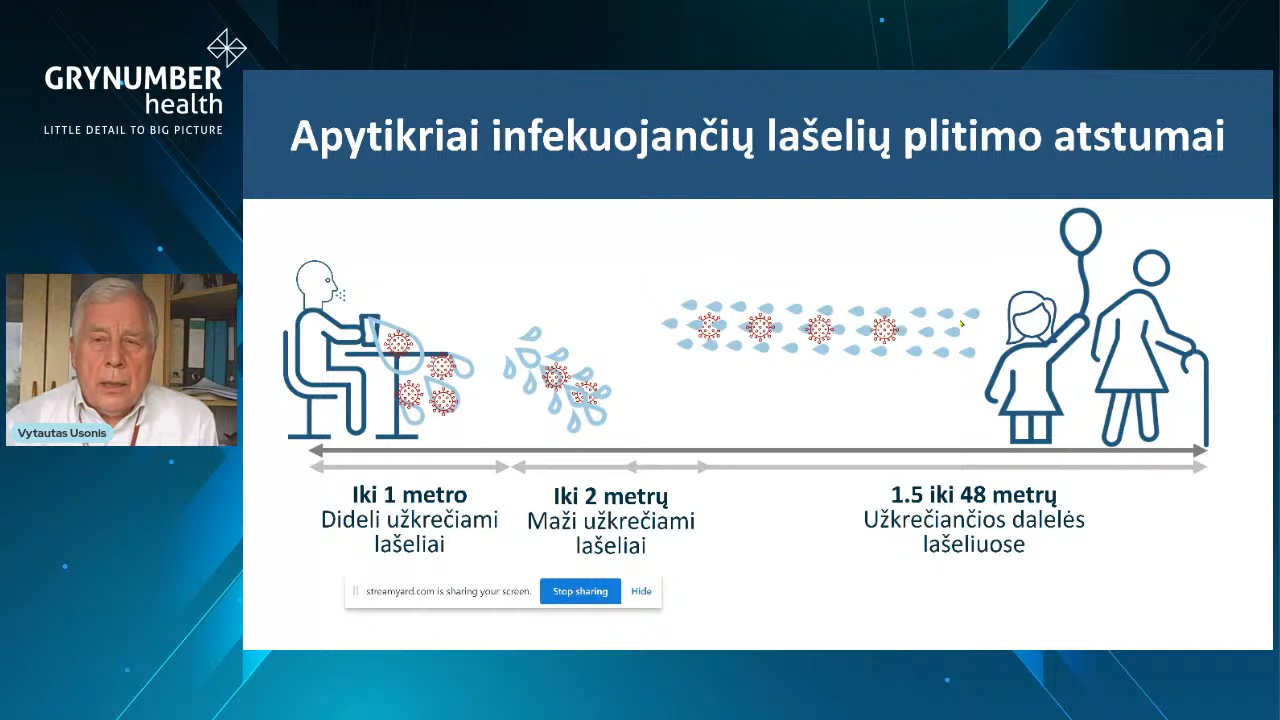 GRYNUMBER
health
LITTLE DETAIL TO BIG PICTURE
Apytikriai infekuojančių lašelių plitimo atstumai
Vytautas Usonis
Iki 1 metro
Dideli užkrečiami
lašeliai
Iki 2 metrų
Maži užkrečiami
lašeliai
1.5 iki 48 metrų
Užkrečiančios dalelės
lašeliuose
streamyard.com is sharing your screen.
Stop sharing
Hide